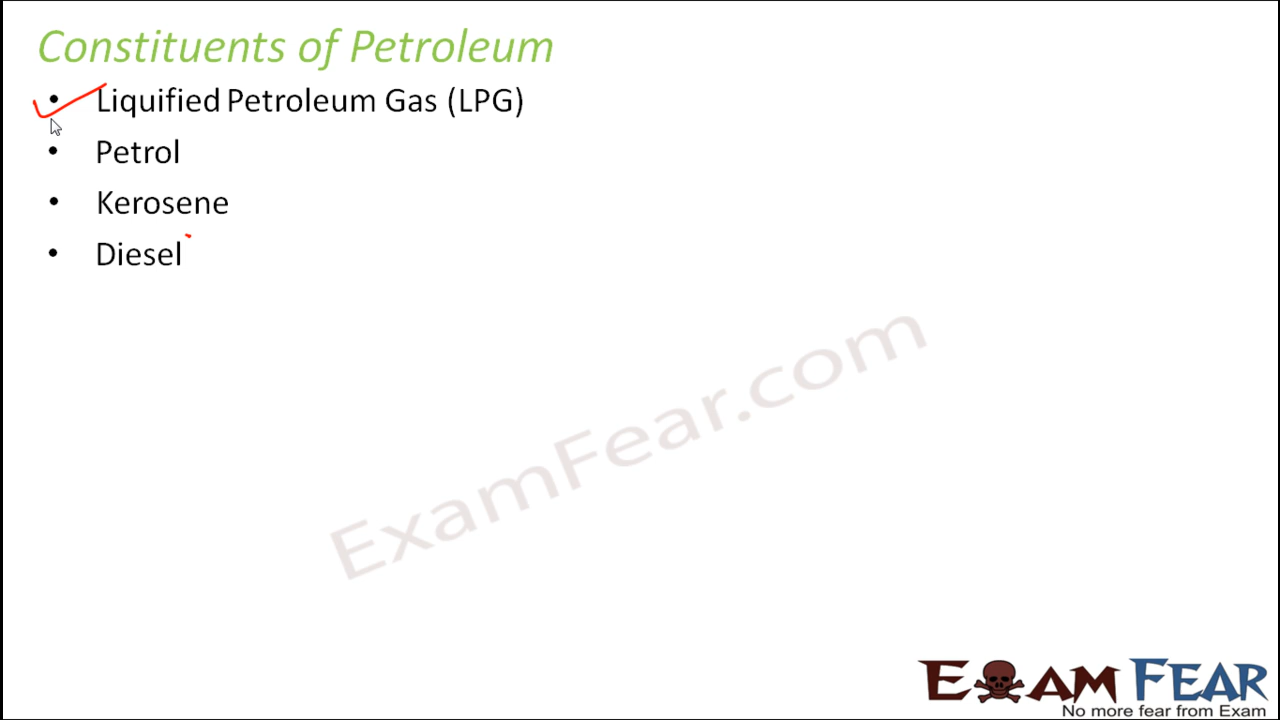 Constituents of Petroleum
• Liquified Petroleum Gas (LPG)
• Petrol
• Kerosene
• Diesel
ExamFear.com
EXAM FEAR
No more fear from Exam